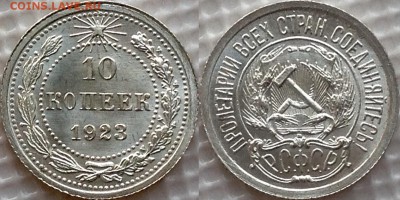 COINS.LAVE.RU
10
КОПЕЕК
1923
ПРОЛЕТАРИИ ВСЕХ СТРАН, СОЕДИНЯЙТЕСЬ!
Р.С.Ф.С.Р.